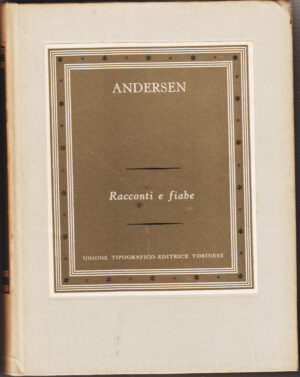 ANDERSEN
Racconti e fiabe
UNIONE TIPOGRAFICO-EDITRICE TORINESE